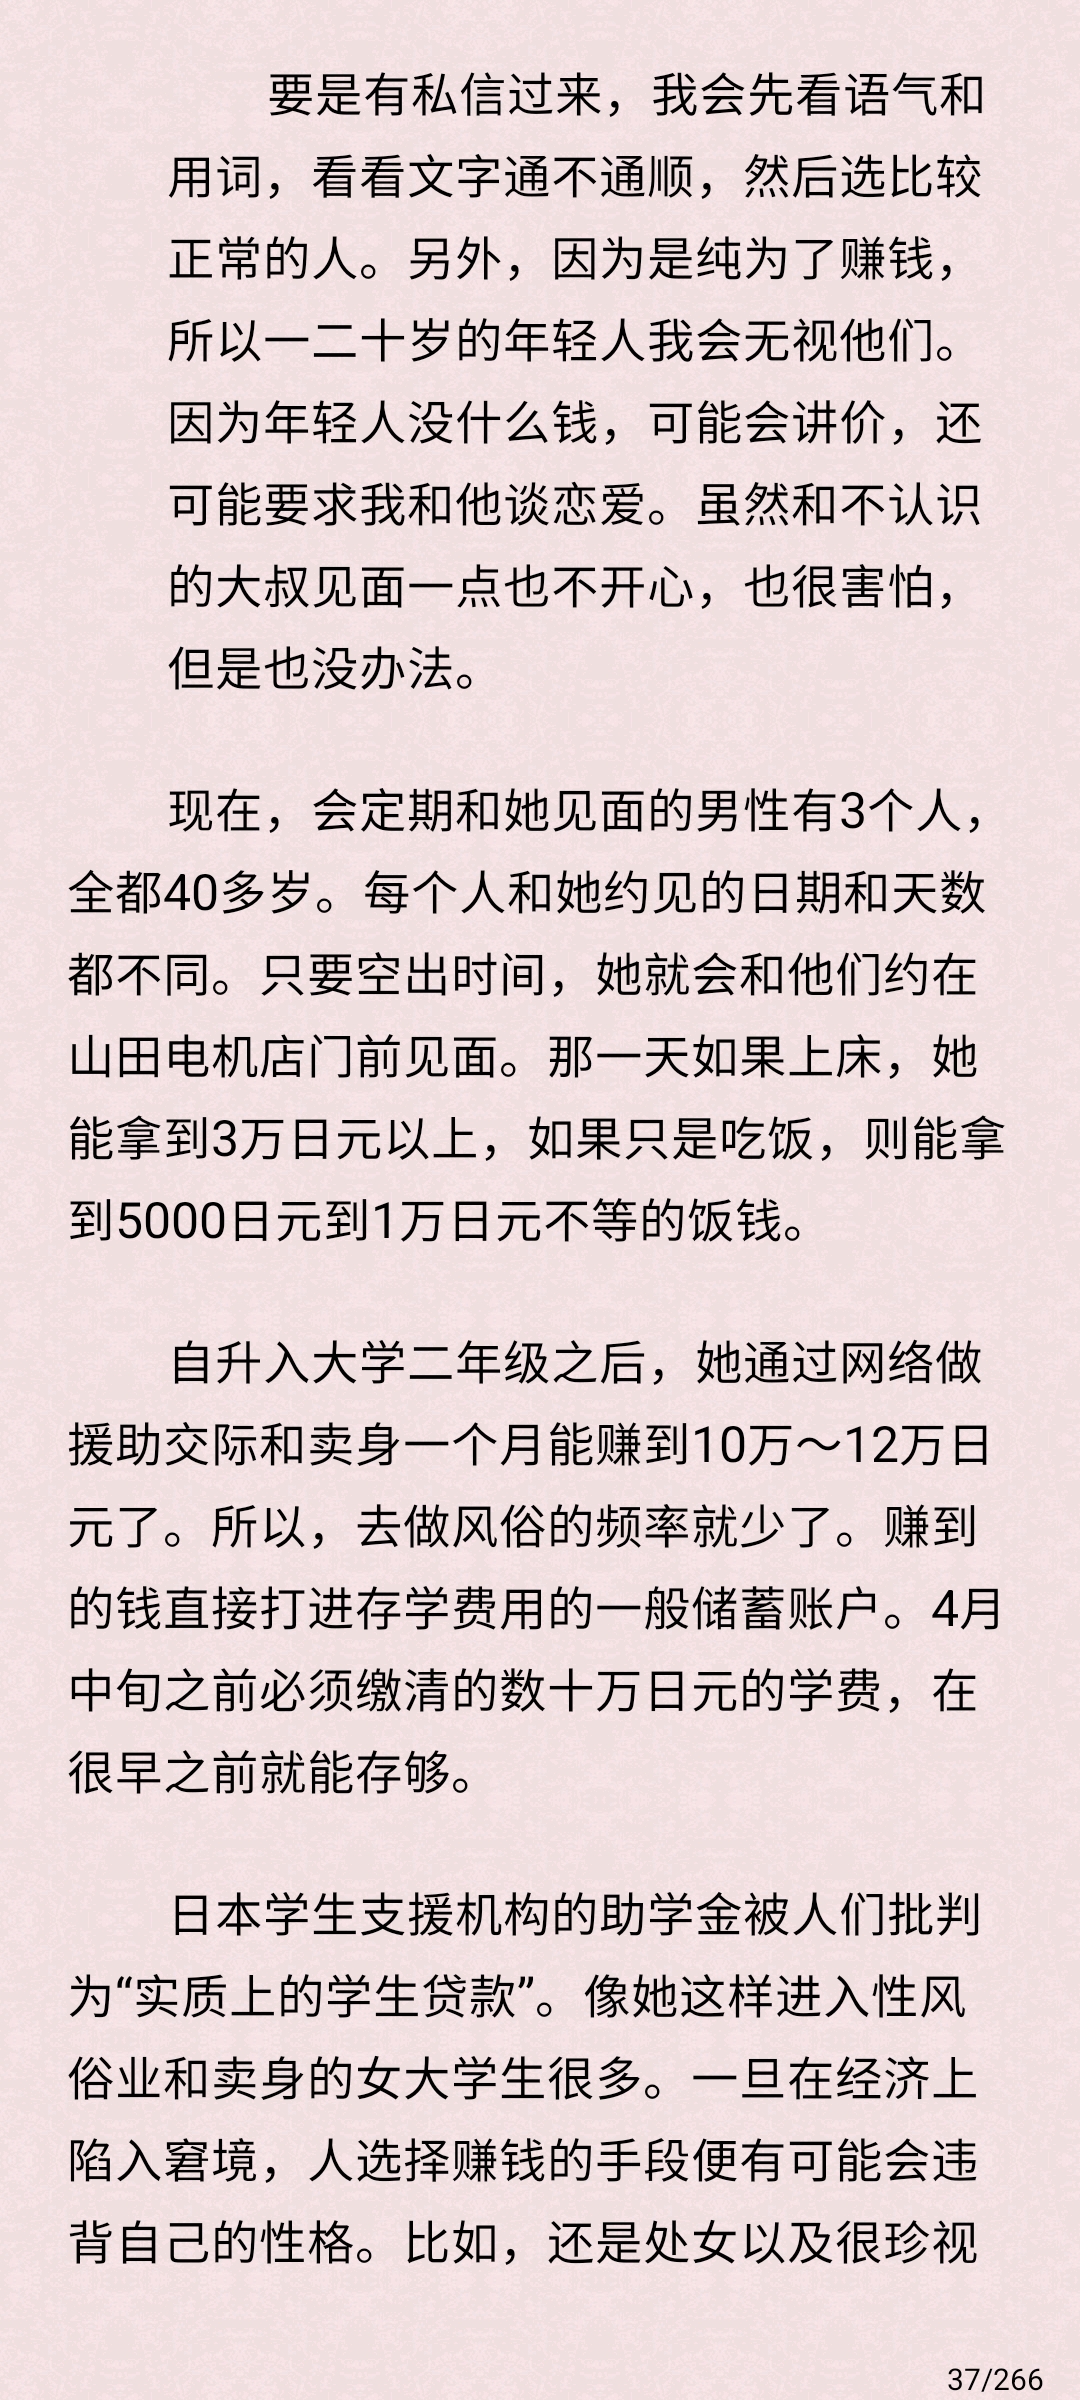 要是有私信过来，我会先看语气和
用词，看看文字通不通顺，然后选比较
正常的人。另外，因为是纯为了赚钱，
所以一二十岁的年轻人我会无视他们。
因为年轻人没什么钱，可能会讲价，还
可能要求我和他谈恋爱。虽然和不认识
的大叔见面一点也不开心，也很害怕，
但是也没办法。
现在，会定期和她见面的男性有3个人，
全都40多岁。每个人和她约见的日期和天数
都不同。只要空出时间，她就会和他们约在
山田电机店门前见面。那一天如果上床，她
能拿到3万日元以上，如果只是吃饭，则能拿
到5000日元到1万日元不等的饭钱。
自升入大学二年级之后，她通过网络做
援助交际和卖身一个月能赚到10万～12万日
元了。所以，去做风俗的频率就少了。赚到
的钱直接打进存学费用的一般储蓄账户。4月
中旬之前必须缴清的数十万日元的学费，在
很早之前就能存够。
日本学生支援机构的助学金被人们批判
为“实质上的学生贷款”。像她这样进入性风
俗业和卖身的女大学生很多。一旦在经济上
陷入窘境，人选择赚钱的手段便有可能会违
背自己的性格。比如，还是处女以及很珍视
37/266